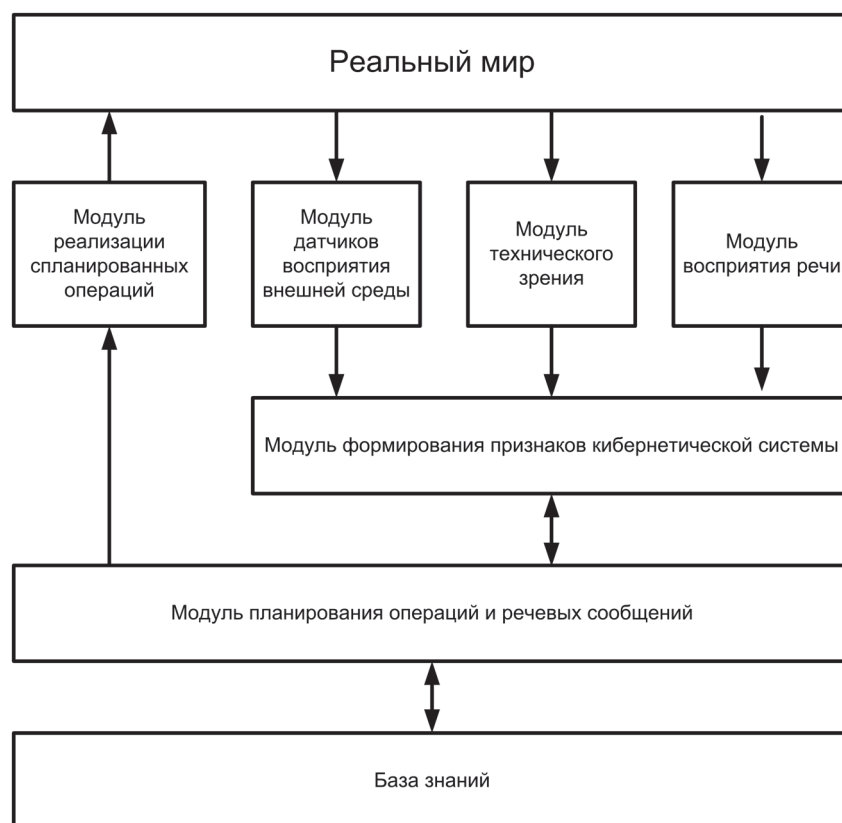 Реальный мир
Модуль
реализации
спланированных
операций
Модуль
датчиков
восприятия
внешней среды
Модуль
технического
зрения
Модуль
восприятия речи
Модуль формирования признаков кибернетической системы
Модуль планирования операций и речевых сообщений
База знаний